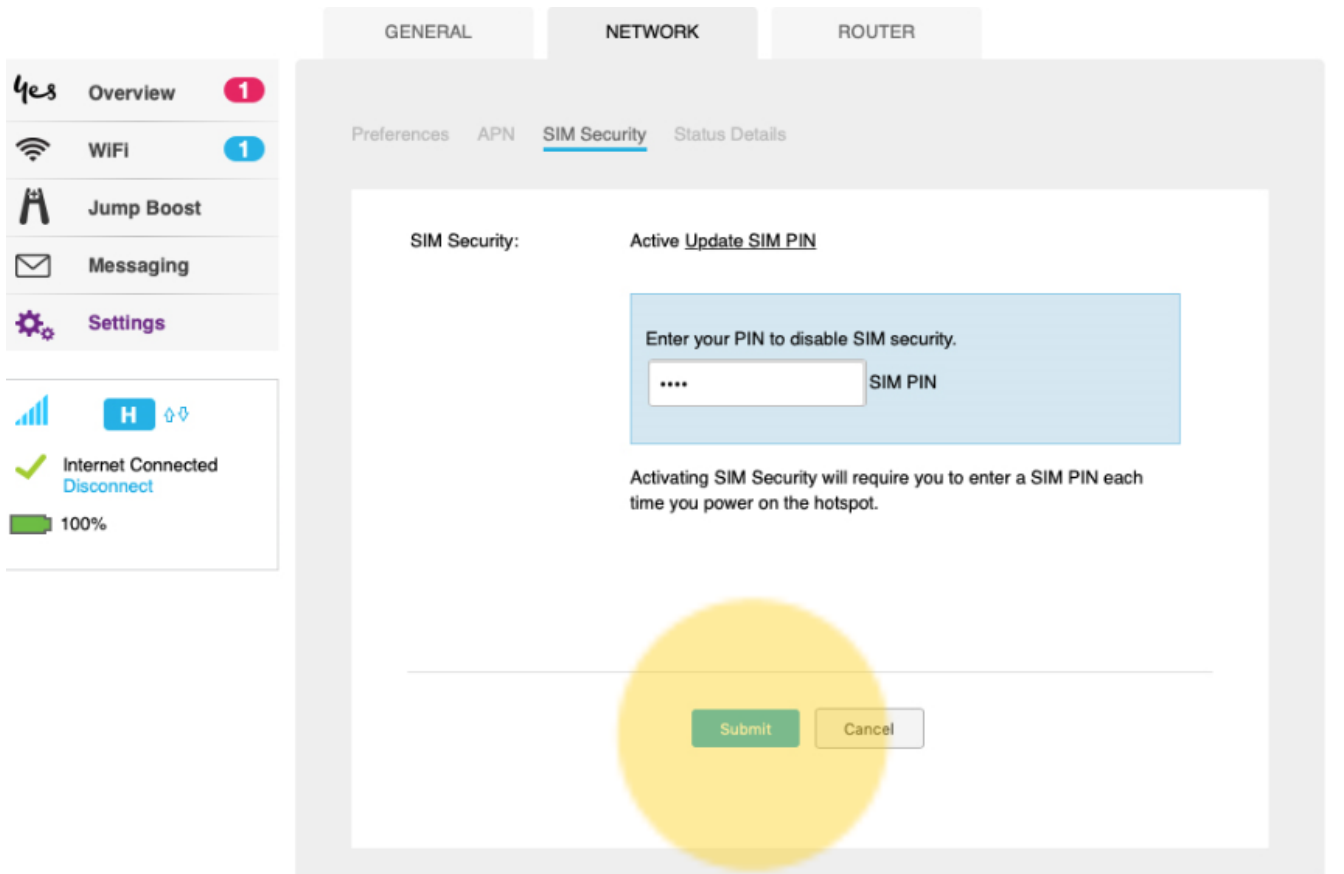 GENERAL NETWORK ROUTER
yes Overview 1
WiFi 1
Jump Boost
Messaging
Settings
H
Internet Connected
Disconnect
100%
Preferences APN SIM Security Status Details
SIM Security: Active Update SIM PIN
Enter your PIN to disable SIM security.
•••• SIM PIN
Activating SIM Security will require you to enter a SIM PIN each
time you power on the hotspot.
Submit Cancel